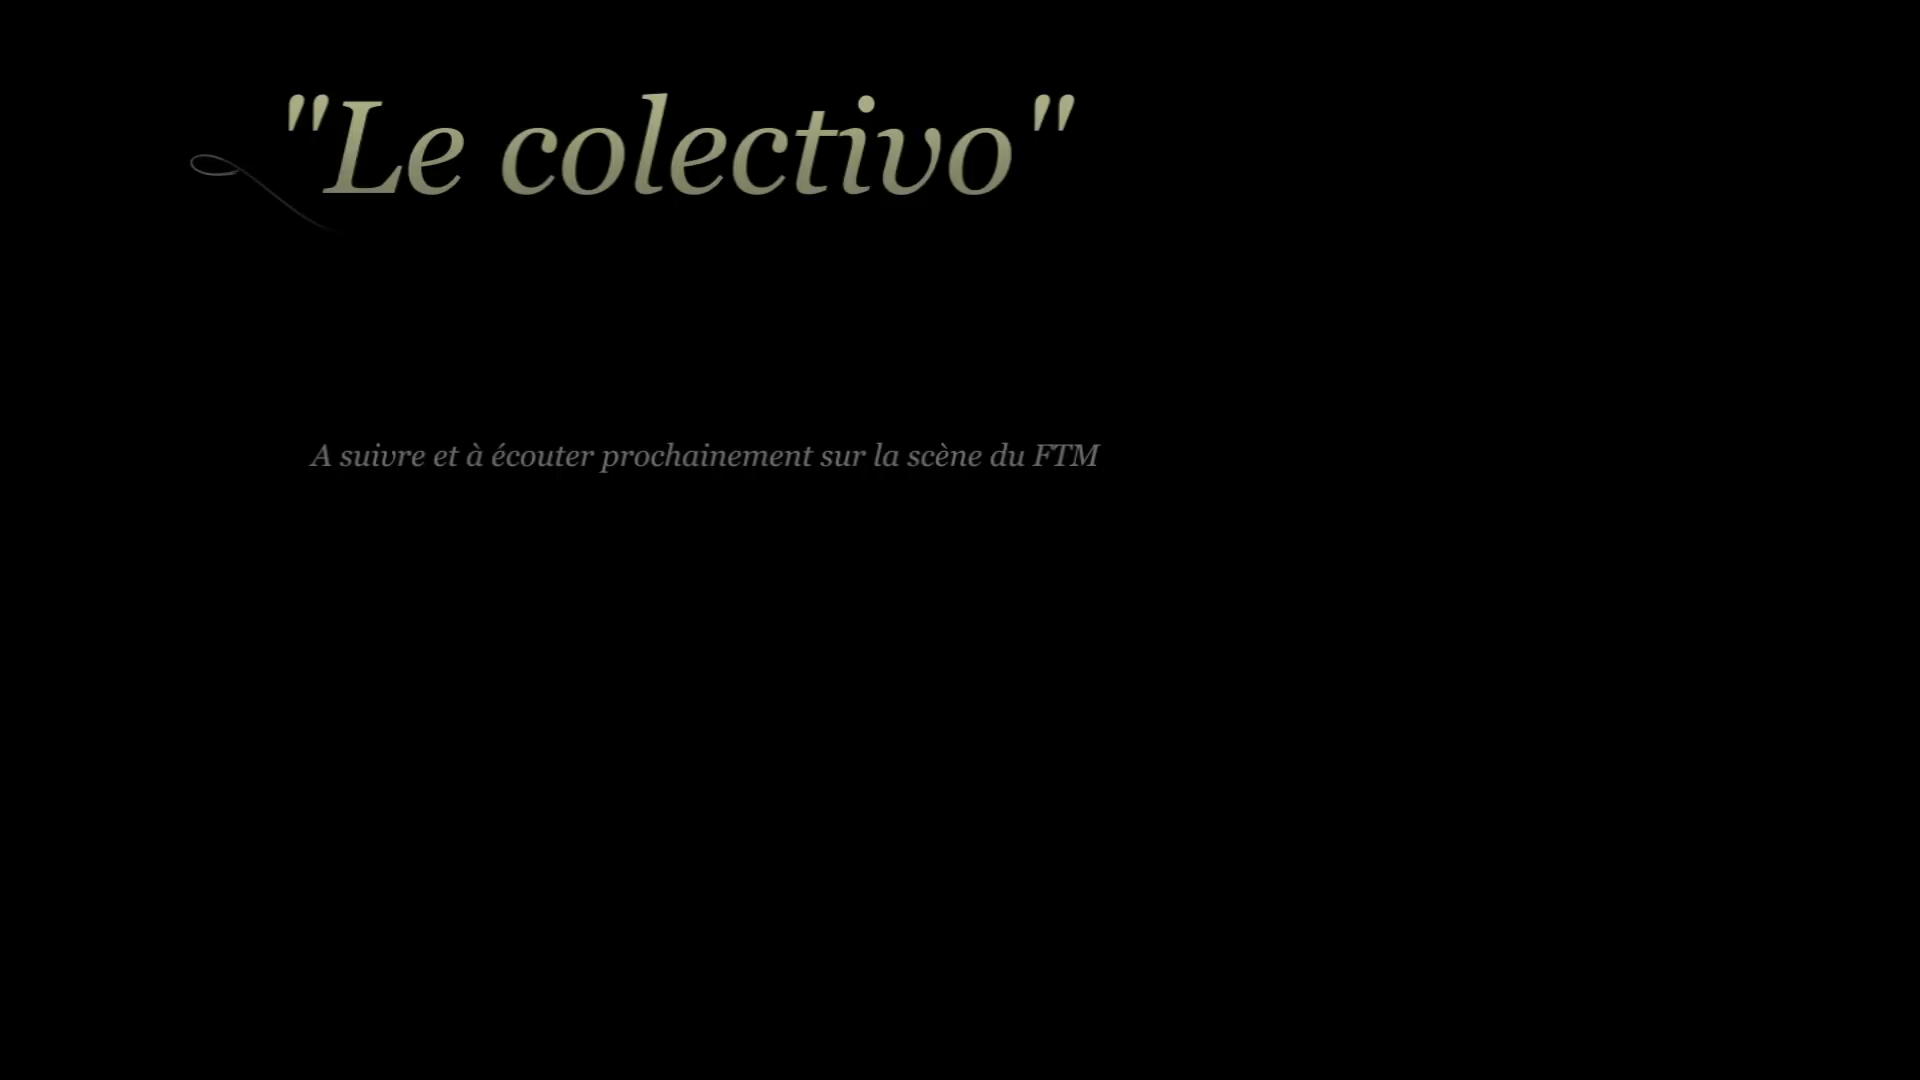 "Le colectivo"
A suivre et à écouter prochainement sur la scène du FTM